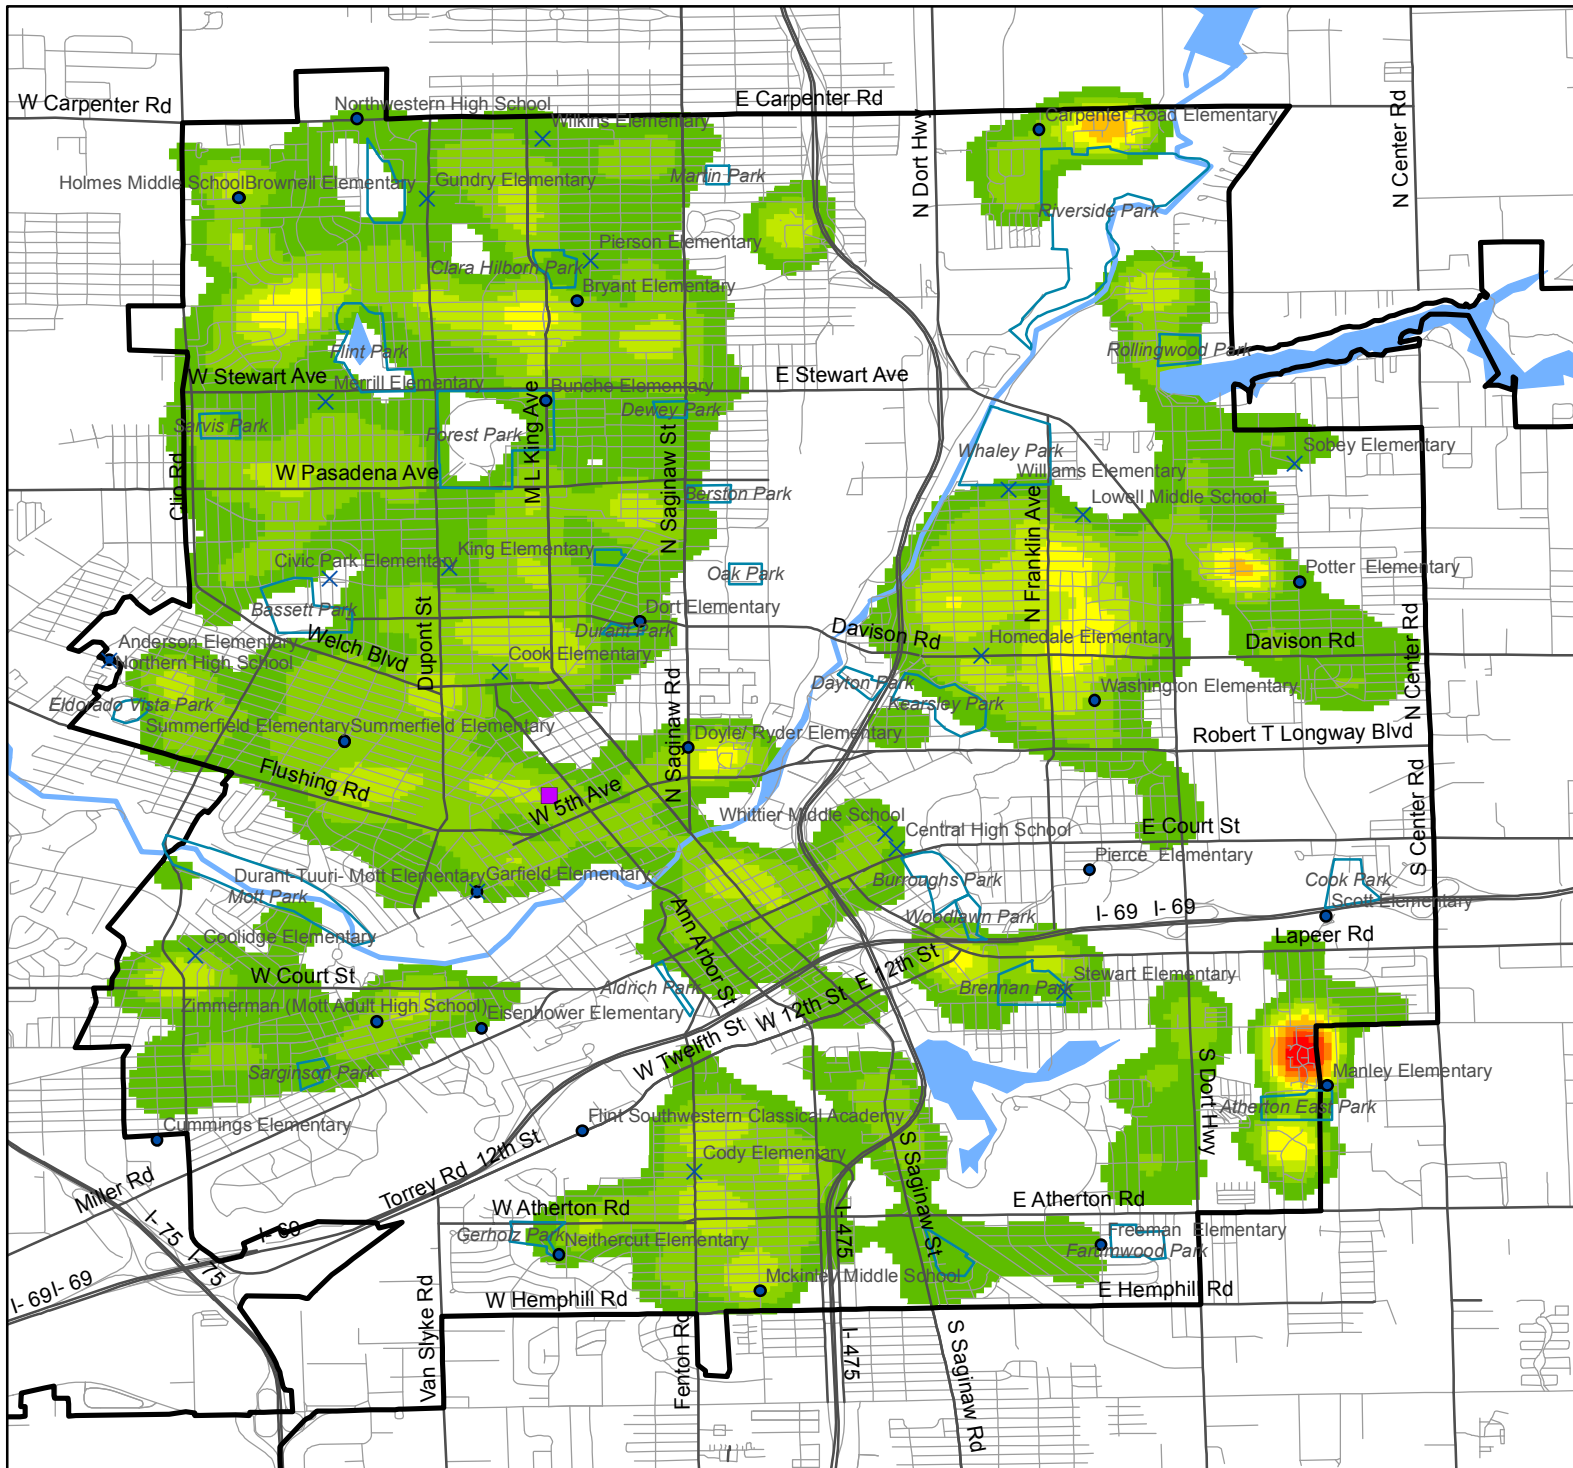 W Carpenter Rd
Northwestern High School
E Carpenter Rd
Wilkins Elementary
Carpenter Road Elementary
N Dort Hwy
N Center Rd
Holmes Middle School
Brownell Elementary
Gundry Elementary
Martin Park
Riverside Park
Pierson Elementary
Clara Hilborn Park
Bryant Elementary
Flint Park
Rollingwood Park
W Stewart Ave
Merrill Elementary
Bunche Elementary
E Stewart Ave
Dewey Park
Sarvis Park
Forest Park
M L King Ave
N Saginaw St
Whaley Park
Sobey Elementary
W Pasadena Ave
Williams Elementary
Clio Rd
Berston Park
Lowell Middle School
N Franklin Ave
King Elementary
Civic Park Elementary
Oak Park
Potter Elementary
Bassett Park
Dort Elementary
Durant Park
Davison Rd
Homedale Elementary
Davison Rd
N Center Rd
Welch Blvd
Dupont St
Anderson Elementary
Northern High School
Cook Elementary
Dayton Park
Kearsley Park
Washington Elementary
Eldorado Vista Park
Summerfield Elementary
Summerfield Elementary
N Saginaw Rd
Doyle/ Ryder Elementary
Robert T Longway Blvd
Flushing Rd
W 5th Ave
Whittier Middle School
Central High School
E Court St
S Center Rd
Pierce Elementary
Durant-Tuuri- Mott Elementary
Garfield Elementary
Mott Park
Burroughs Park
Cook Park
Scott Elementary
Woodlawn Park
I- 69
I- 69
Ann Arbor St
Lapeer Rd
Coolidge Elementary
W Court St
E 12th St
Stewart Elementary
Aldrich Park
Brennan Park
Zimmerman (Mott Adult High School)
Eisenhower Elementary
W 12th St
W Twelfth St
Sarginson Park
S Dort Hwy
Manley Elementary
Atherton East Park
Cummings Elementary
Flint Southwestern Classical Academy
12th St
Cody Elementary
S Saginaw St
Miller Rd
Torrey Rd
W Atherton Rd
E Atherton Rd
I- 75
I- 69
I-475
Gerholz Park
Neithercut Elementary
Freeman Elementary
Farumwood Park
I- 75
I- 69
I- 69
Mckinley Middle School
W Hemphill Rd
E Hemphill Rd
Van Slyke Rd
Fenton Rd
I-475
S Saginaw Rd